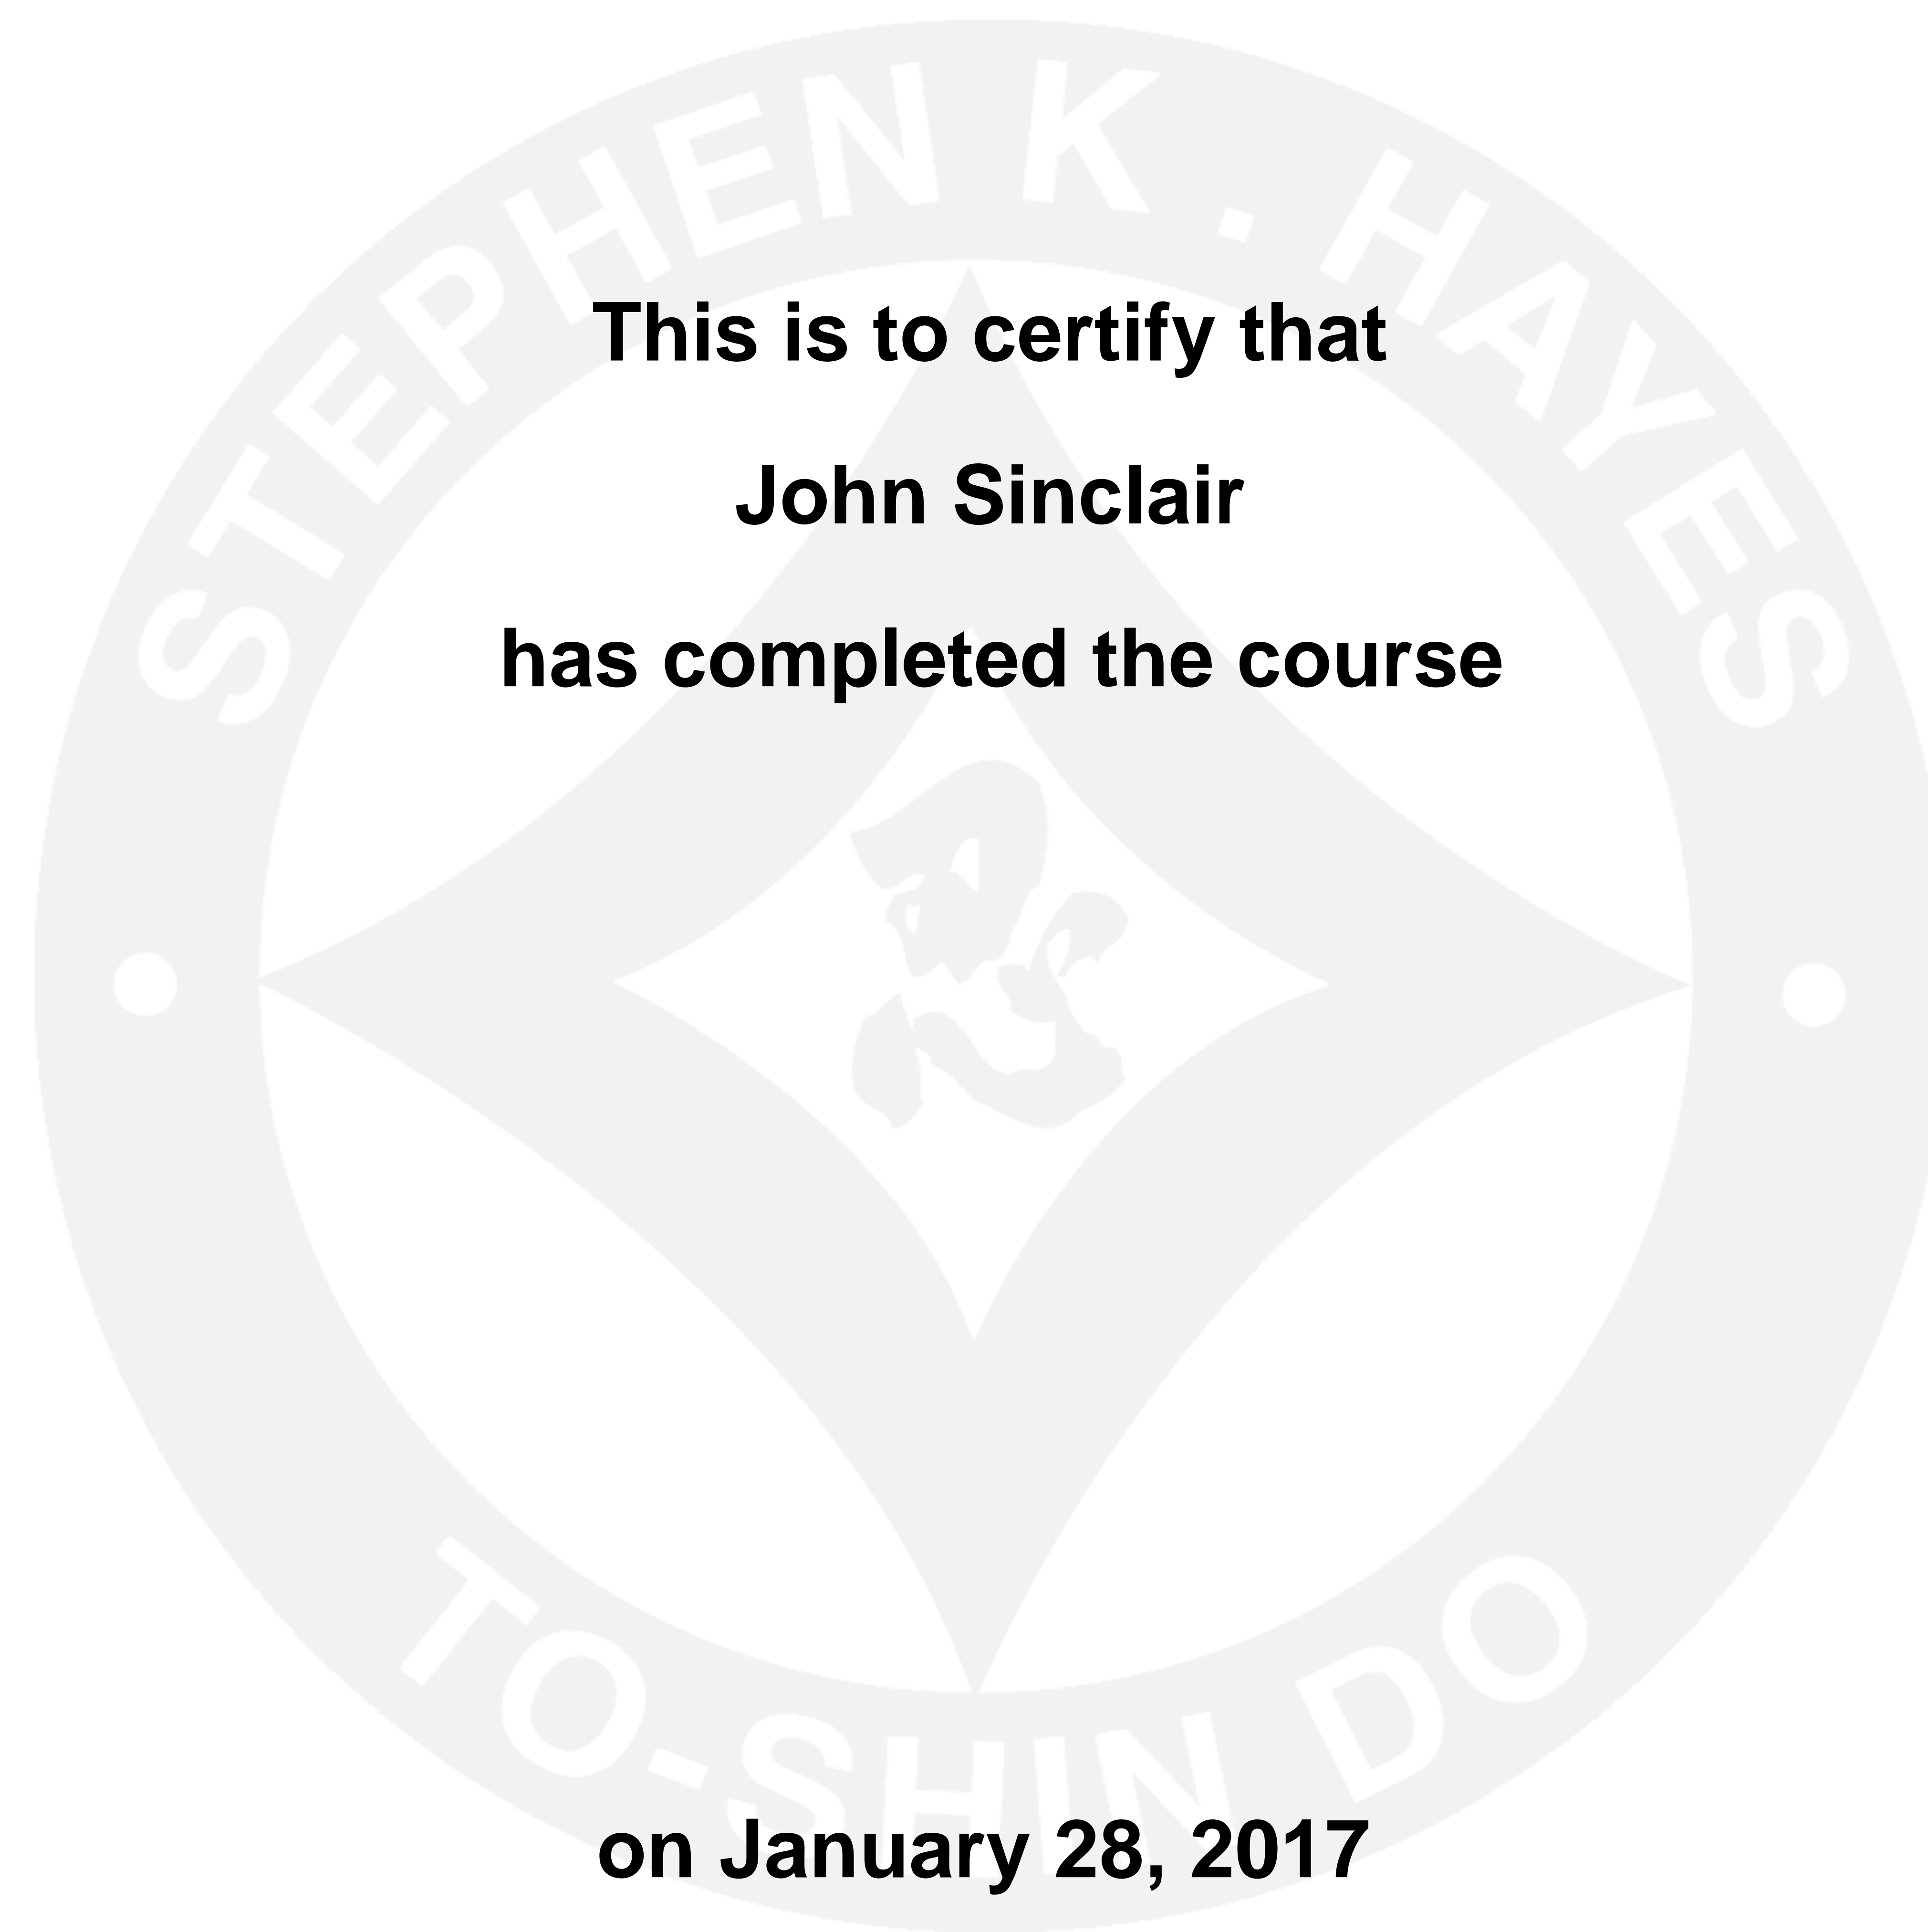 STEPHEN K. HAYES
This is to certify that
John Sinclair
has completed the course
忍
TO-SHIN DO
on January 28, 2017